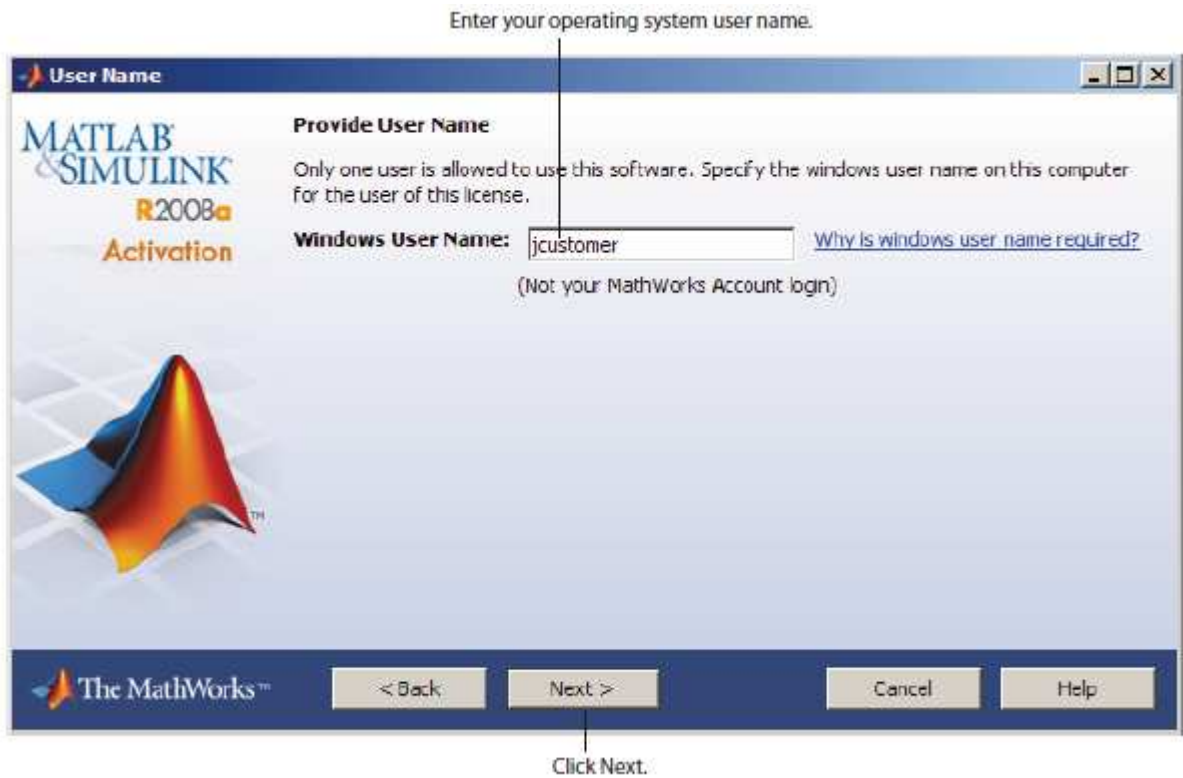 Enter your operating system user name.
User Name
MATLAB®
&SIMULINK®
R2008a
Activation
Provide User Name
Only one user is allowed to use this software. Specify the windows user name on this computer
for the user of this license.
Windows User Name: jcustomer Why is windows user name required?
(Not your MathWorks Account login)
TM
The MathWorks™ < Back Next > Cancel Help
Click Next.